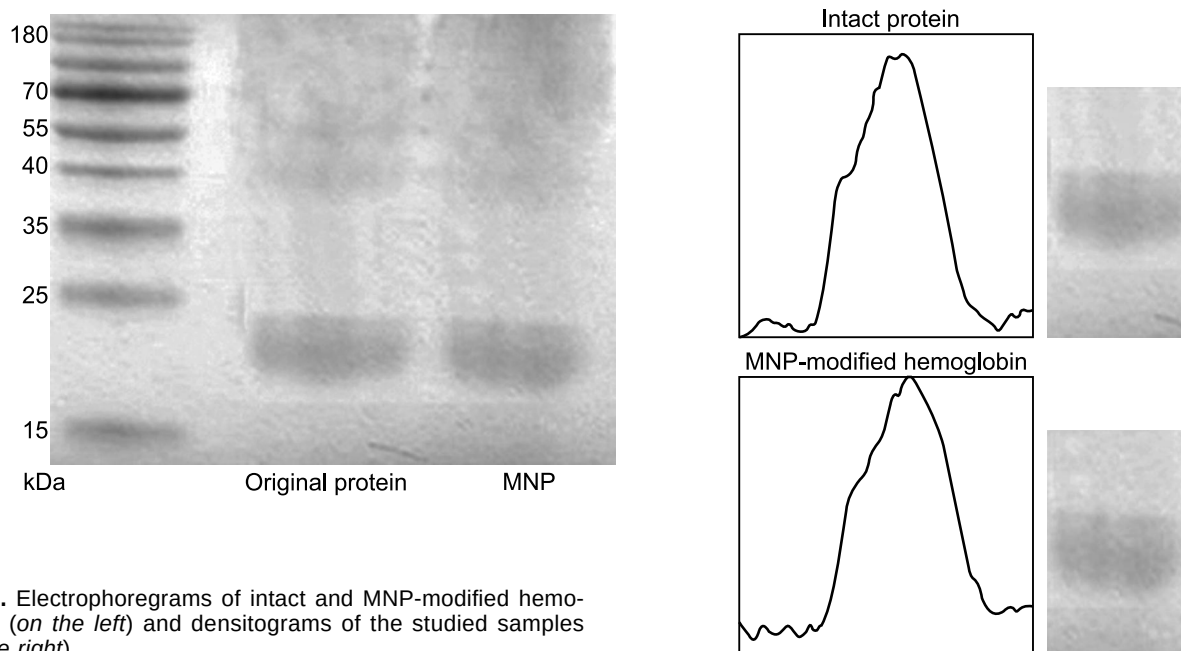 180
70
55
40
35
25
15
kDa
Original protein
MNP
Intact protein
MNP-modified hemoglobin
. Electrophoregrams of intact and MNP-modified hemo-
(on the left) and densitograms of the studied samples
right)